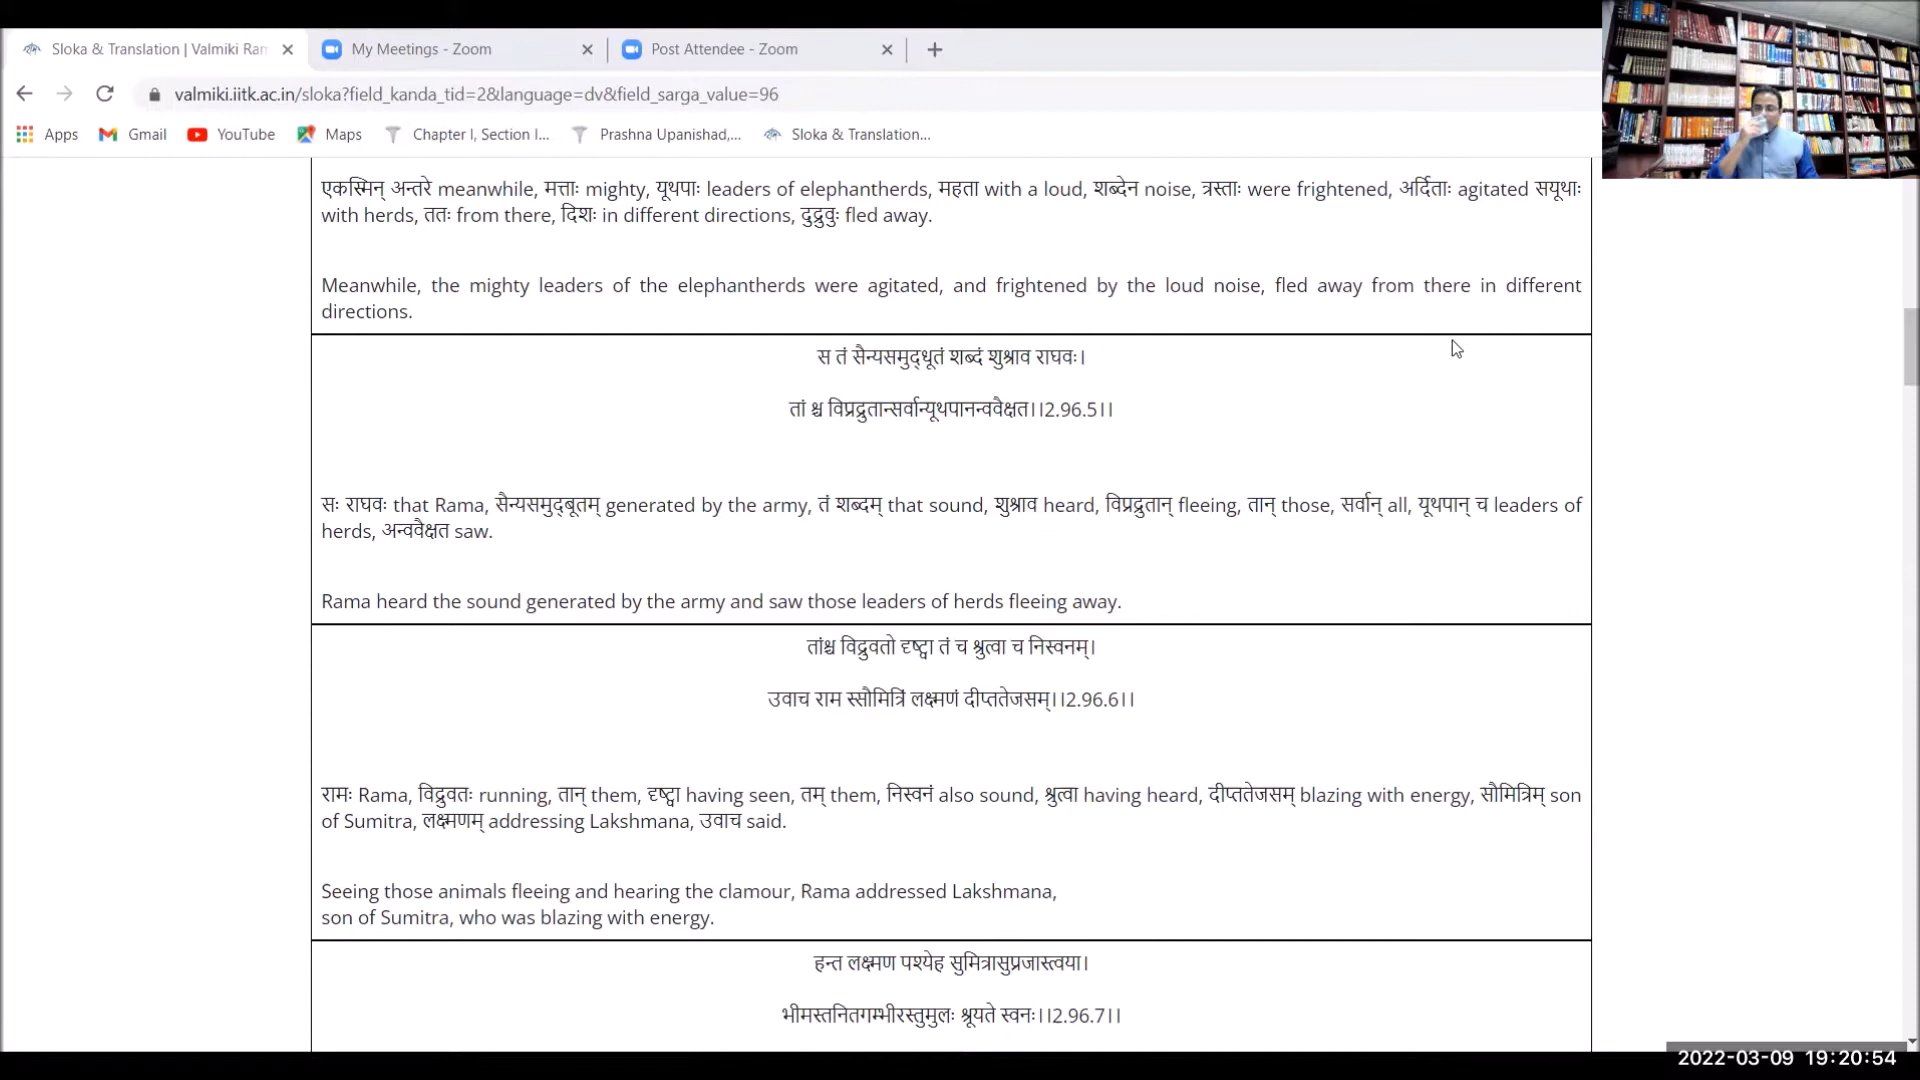 Sloka & Translation | Valmiki Ram
My Meetings - Zoom
Post Attendee - Zoom
valmiki.iitk.ac.in/sloka?field_kanda_tid=2&language=dv&field_sarga_value=96
Apps Gmail YouTube Maps Chapter I, Section I... Prashna Upanishad,... Sloka & Translation...
एकस्मिन् अन्तरे meanwhile, मत्ताः mighty, यूथपाः leaders of elephantherds, महता with a loud, शब्देन noise, त्रस्ताः were frightened, अर्दिताः agitated सयूथाः
with herds, ततः from there, दिशः in different directions, दुद्रुवुः fled away.
Meanwhile, the mighty leaders of the elephantherds were agitated, and frightened by the loud noise, fled away from there in different
directions.
स तं सैन्यसमुद्धूतं शब्दं शुश्राव राघवः।
तां श्च विप्रद्रुतान्सर्वान्यूथपानन्ववैक्षत।।2.96.5।।
सः राघवः that Rama, सैन्यसमुद्बूतम् generated by the army, तं शब्दम् that sound, शुश्राव heard, विप्रद्रुतान् fleeing, तान् those, सर्वान् all, यूथपान् च leaders of
herds, अन्ववैक्षत saw.
Rama heard the sound generated by the army and saw those leaders of herds fleeing away.
तांश्च विद्रुवतो दृष्ट्वा तं च श्रुत्वा च निस्वनम्।
उवाच राम स्सौमित्रिं लक्ष्मणं दीप्ततेजसम्।।2.96.6।।
रामः Rama, विद्रुवतः running, तान् them, दृष्ट्वा having seen, तम् them, निस्वनं also sound, श्रुत्वा having heard, दीप्ततेजसम् blazing with energy, सौमित्रिम् son
of Sumitra, लक्ष्मणम् addressing Lakshmana, उवाच said.
Seeing those animals fleeing and hearing the clamour, Rama addressed Lakshmana,
son of Sumitra, who was blazing with energy.
हन्त लक्ष्मण पश्येह सुमित्रासुप्रजास्त्वया।
भीमस्तनितगम्भीरस्तुमुलः श्रूयते स्वनः।।2.96.7।।
2022-03-09 19:20:54